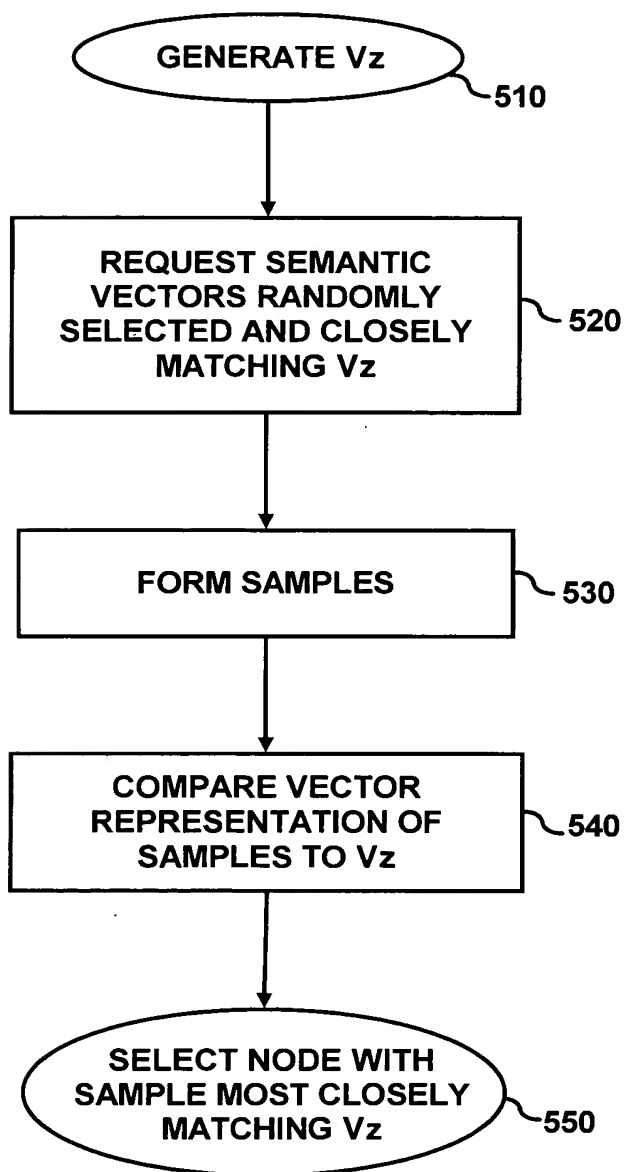 GENERATE Vz
510
REQUEST SEMANTIC
VECTORS RANDOMLY
SELECTED AND CLOSELY
MATCHING Vz
520
FORM SAMPLES
530
COMPARE VECTOR
REPRESENTATION OF
SAMPLES TO Vz
540
SELECT NODE WITH
SAMPLE MOST CLOSELY
MATCHING Vz
550